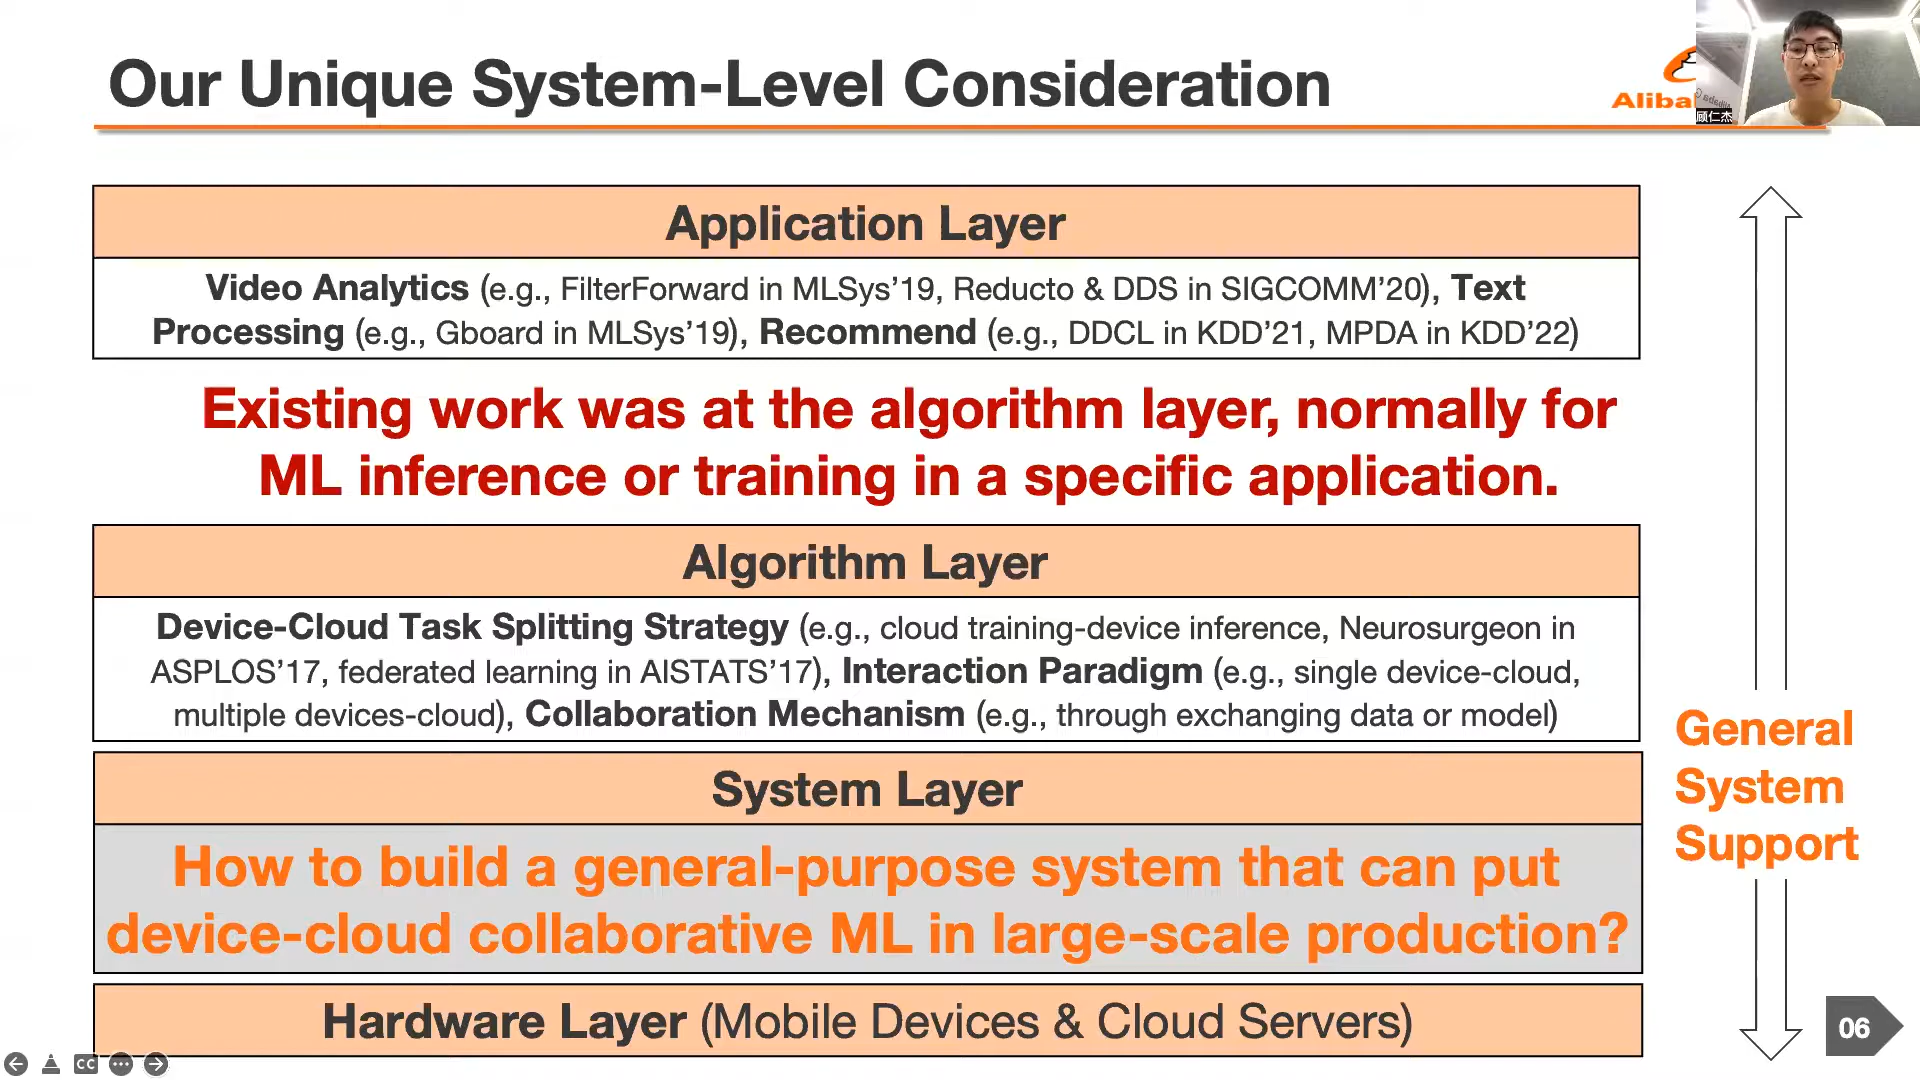 Our Unique System-Level Consideration
Aliba
顾仁杰
Application Layer
Video Analytics (e.g., FilterForward in MLSys’19, Reducto & DDS in SIGCOMM’20), Text
Processing (e.g., Gboard in MLSys’19), Recommend (e.g., DDCL in KDD’21, MPDA in KDD’22)
Existing work was at the algorithm layer, normally for
ML inference or training in a specific application.
Algorithm Layer
Device-Cloud Task Splitting Strategy (e.g., cloud training-device inference, Neurosurgeon in
ASPLOS’17, federated learning in AISTATS’17), Interaction Paradigm (e.g., single device-cloud,
multiple devices-cloud), Collaboration Mechanism (e.g., through exchanging data or model)
System Layer
How to build a general-purpose system that can put
device-cloud collaborative ML in large-scale production?
Hardware Layer (Mobile Devices & Cloud Servers)
General
System
Support
06
CC